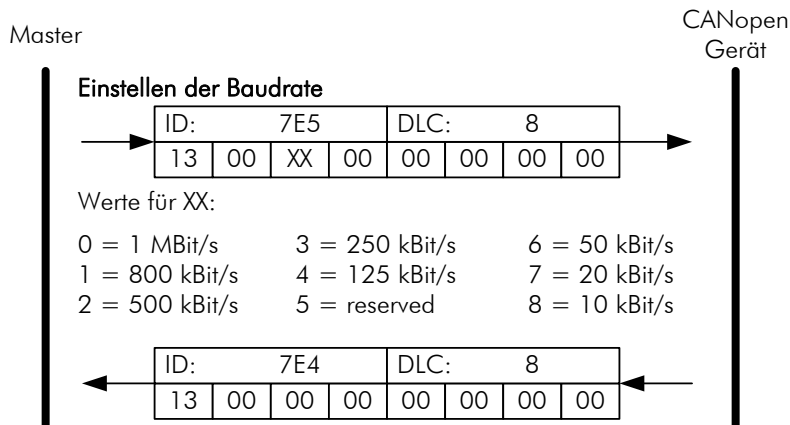 Master
CANopen
Gerät
Einstellen der Baudrate
ID: 7E5 DLC: 8
13 00 XX 00 00 00 00 00
Werte für XX:
0 = 1 MBit/s 3 = 250 kBit/s 6 = 50 kBit/s
1 = 800 kBit/s 4 = 125 kBit/s 7 = 20 kBit/s
2 = 500 kBit/s 5 = reserved 8 = 10 kBit/s
ID: 7E4 DLC: 8
13 00 00 00 00 00 00 00